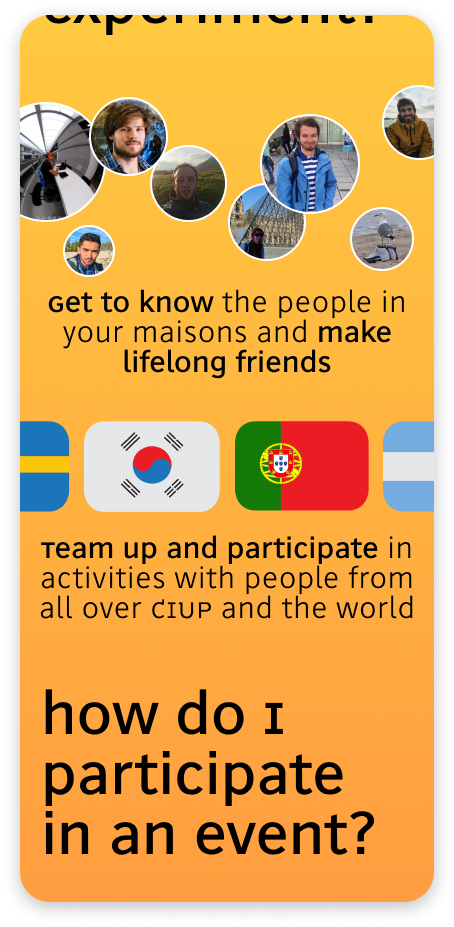 experiment?
Get to know the people in
your maisons and make
lifelong friends
Team up and participate in
activities with people from
all over CIUP and the world
how do I
participate
in an event?